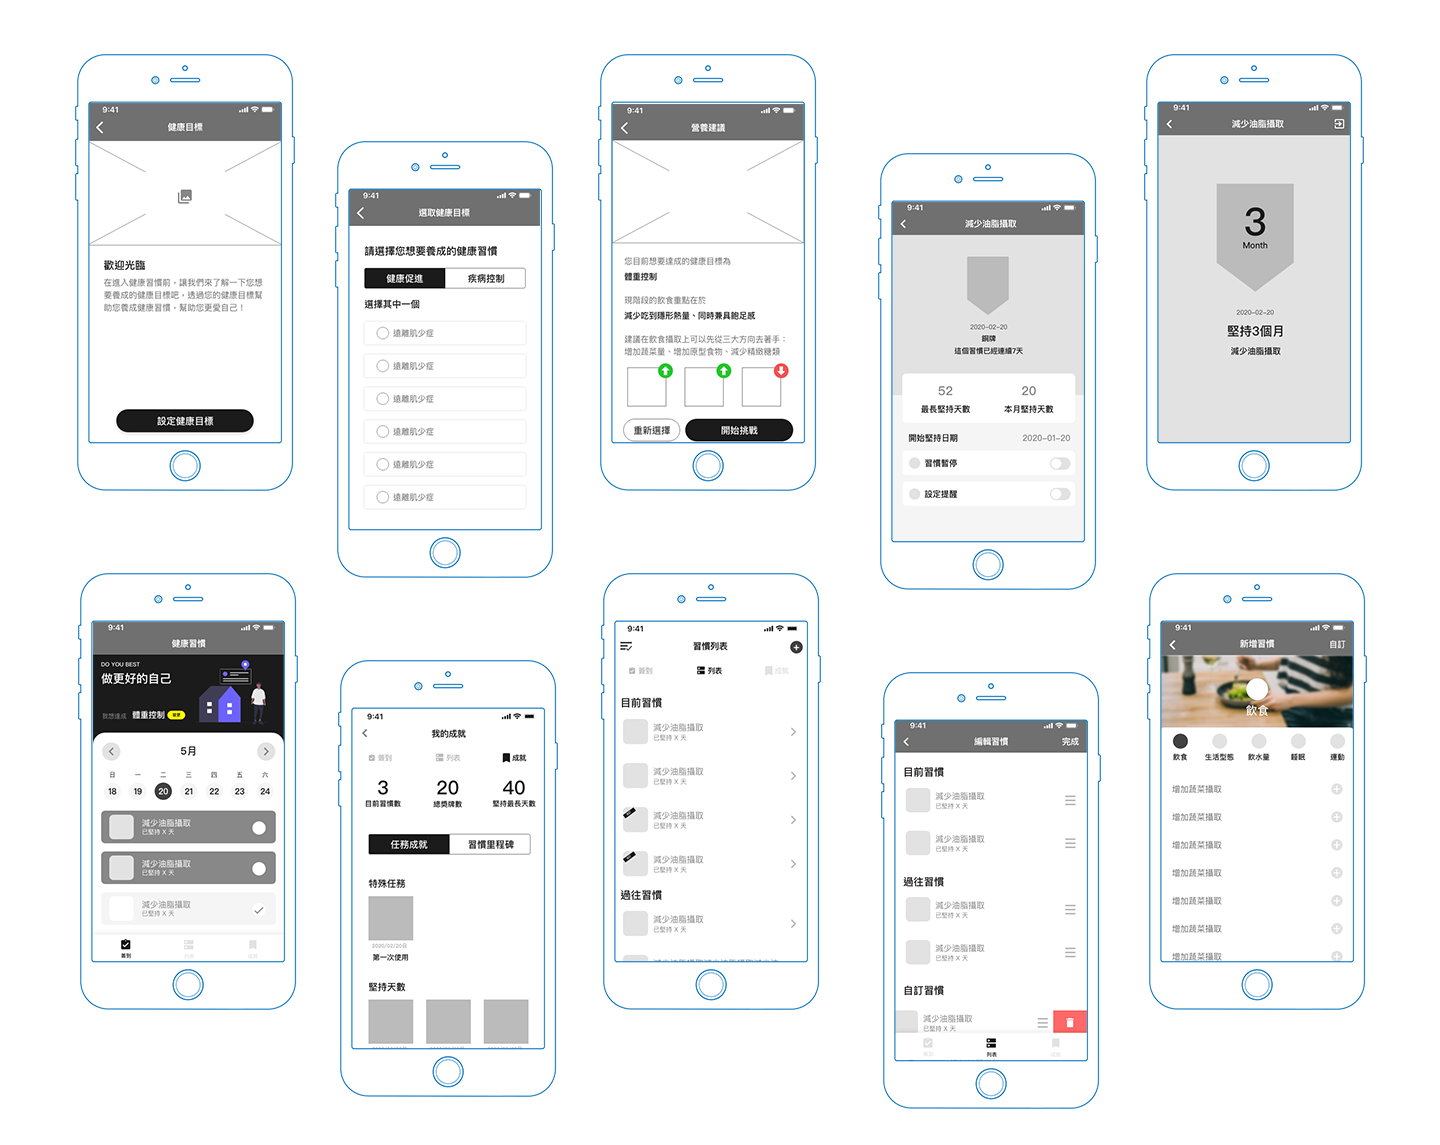 9:41
健康目標
歡迎光臨
在進入健康習慣前，讓我們來了解一下您想
要養成的健康目標吧，透過您的健康目標幫
助您養成健康習慣，幫助您更愛自己！
設定健康目標
9:41
選取健康目標
請選擇您想要養成的健康習慣
健康促進
疾病控制
選擇其中一個
遠離肌少症
遠離肌少症
遠離肌少症
遠離肌少症
遠離肌少症
遠離肌少症
9:41
營養建議
您目前想要達成的健康目標為
體重控制
現階段的飲食重點在於
減少吃到隱形熱量、同時兼具飽足感
建議在飲食攝取上可以先從三大方向去著手：
增加蔬菜量、增加原型食物、減少精緻糖類
重新選擇
開始挑戰
9:41
減少油脂攝取
2020-02-20
銅牌
這個習慣已經連續7天
52
20
最長堅持天數
本月堅持天數
開始堅持日期
2020-01-20
習慣暫停
設定提醒
9:41
減少油脂攝取
3
Month
2020-02-20
堅持3個月
減少油脂攝取
9:41
健康習慣
DO YOU BEST
做更好的自己
我想達成 體重控制 變更
5月
日 一 二 三 四 五 六
18 19 20 21 22 23 24
減少油脂攝取
已堅持 X 天
減少油脂攝取
已堅持 X 天
減少油脂攝取
已堅持 X 天
簽到
列表
成就
9:41
我的成就
簽到
列表
成就
3
20
40
目前習慣數
總獎牌數
堅持最長天數
任務成就
習慣里程碑
特殊任務
2020/02/20日
第一次使用
堅持天數
9:41
習慣列表
簽到
列表
成就
目前習慣
減少油脂攝取
已堅持 X 天
減少油脂攝取
已堅持 X 天
減少油脂攝取
已堅持 X 天
減少油脂攝取
已堅持 X 天
過往習慣
減少油脂攝取
已堅持 X 天
9:41
編輯習慣
完成
目前習慣
減少油脂攝取
已堅持 X 天
減少油脂攝取
已堅持 X 天
過往習慣
減少油脂攝取
已堅持 X 天
減少油脂攝取
已堅持 X 天
自訂習慣
減少油脂攝取
已堅持 X 天
簽到
列表
成就
9:41
新增習慣
自訂
飲食
飲食
生活型態
飲水量
睡眠
運動
增加蔬菜攝取
增加蔬菜攝取
增加蔬菜攝取
增加蔬菜攝取
增加蔬菜攝取
增加蔬菜攝取
增加蔬菜攝取